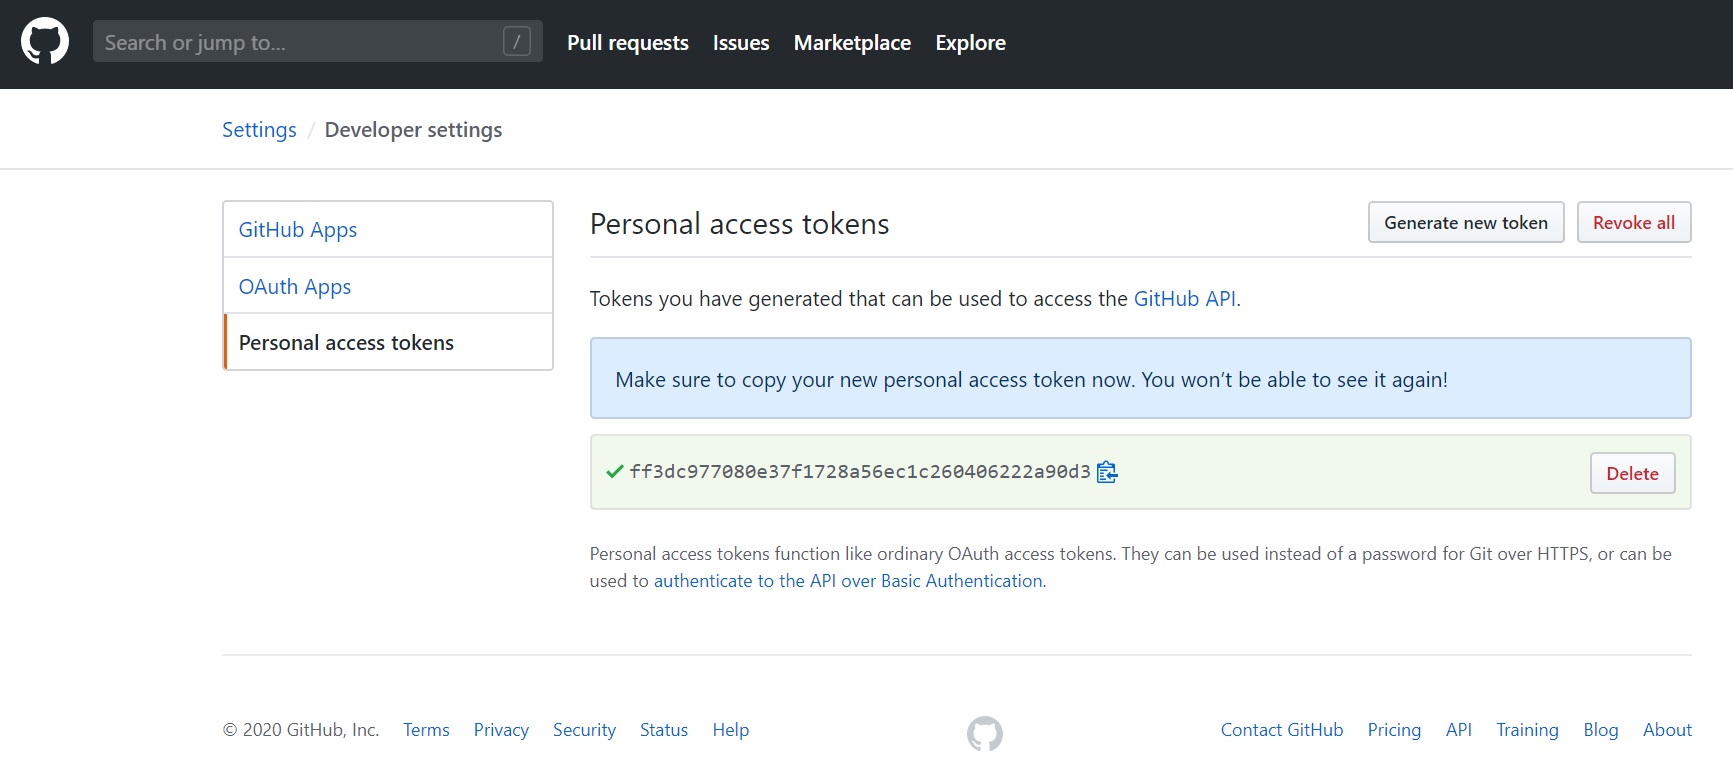 Search or jump to... /
Pull requests Issues Marketplace Explore
Settings / Developer settings
GitHub Apps
OAuth Apps
Personal access tokens
Personal access tokens
Generate new token
Revoke all
Tokens you have generated that can be used to access the GitHub API.
Make sure to copy your new personal access token now. You won’t be able to see it again!
ff3dc977080e37f1728a56ec1c260406222a90d3
Delete
Personal access tokens function like ordinary OAuth access tokens. They can be used instead of a password for Git over HTTPS, or can be
used to authenticate to the API over Basic Authentication.
© 2020 GitHub, Inc. Terms Privacy Security Status Help
Contact GitHub Pricing API Training Blog About